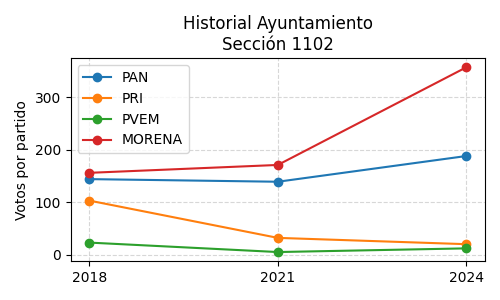 Historial Ayuntamiento
Sección 1102
PAN
PRI
PVEM
MORENA
Votos por partido
300
200
100
0
2018
2021
2024